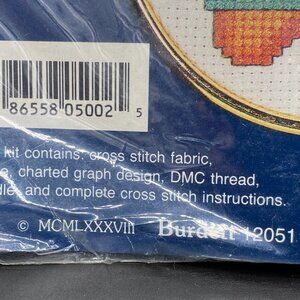 86558 05002 5
kit contains: cross stitch fabric,
charted graph design, DMC thread,
and complete cross stitch instructions.
© MCMLXXXVIII Burdett 12051